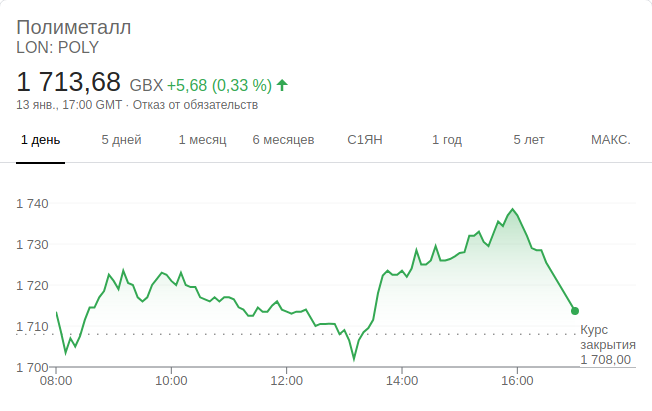 Полиметалл
LON: POLY
1 713,68 GBX +5,68 (0,33 %)
13 янв., 17:00 GMT · Отказ от обязательств
1 день 5 дней 1 месяц 6 месяцев С1ЯН 1 год 5 лет МАКС.
1 740
1 730
1 720
1 710
1 700
Курс
закрытия
1 708,00
08:00 10:00 12:00 14:00 16:00